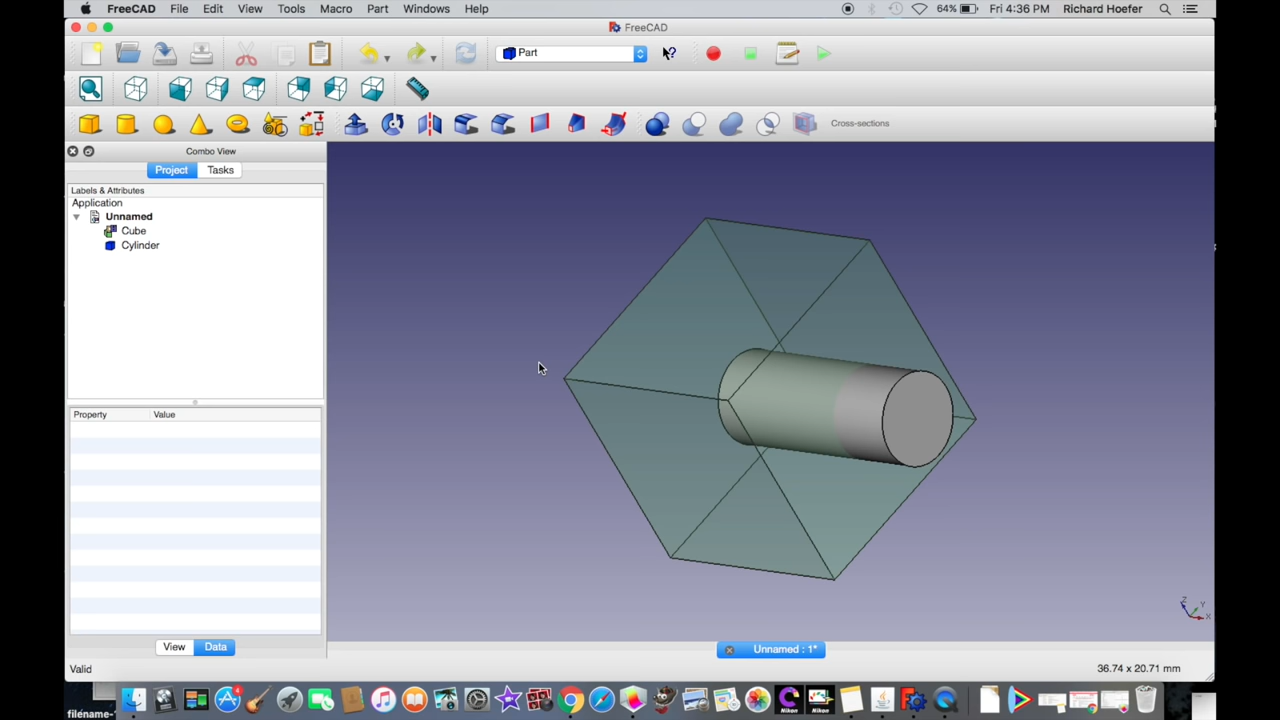 FreeCAD File Edit View Tools Macro Part Windows Help 64% Fri 4:36 PM Richard Hoefer
FreeCAD
Part
Cross-sections
Combo View
Project Tasks
Labels & Attributes
Application
Unnamed
Cube
Cylinder
Property Value
View Data
Unnamed : 1*
Valid 36.74 x 20.71 mm
Z Y X
Nikon Nikon
filename-